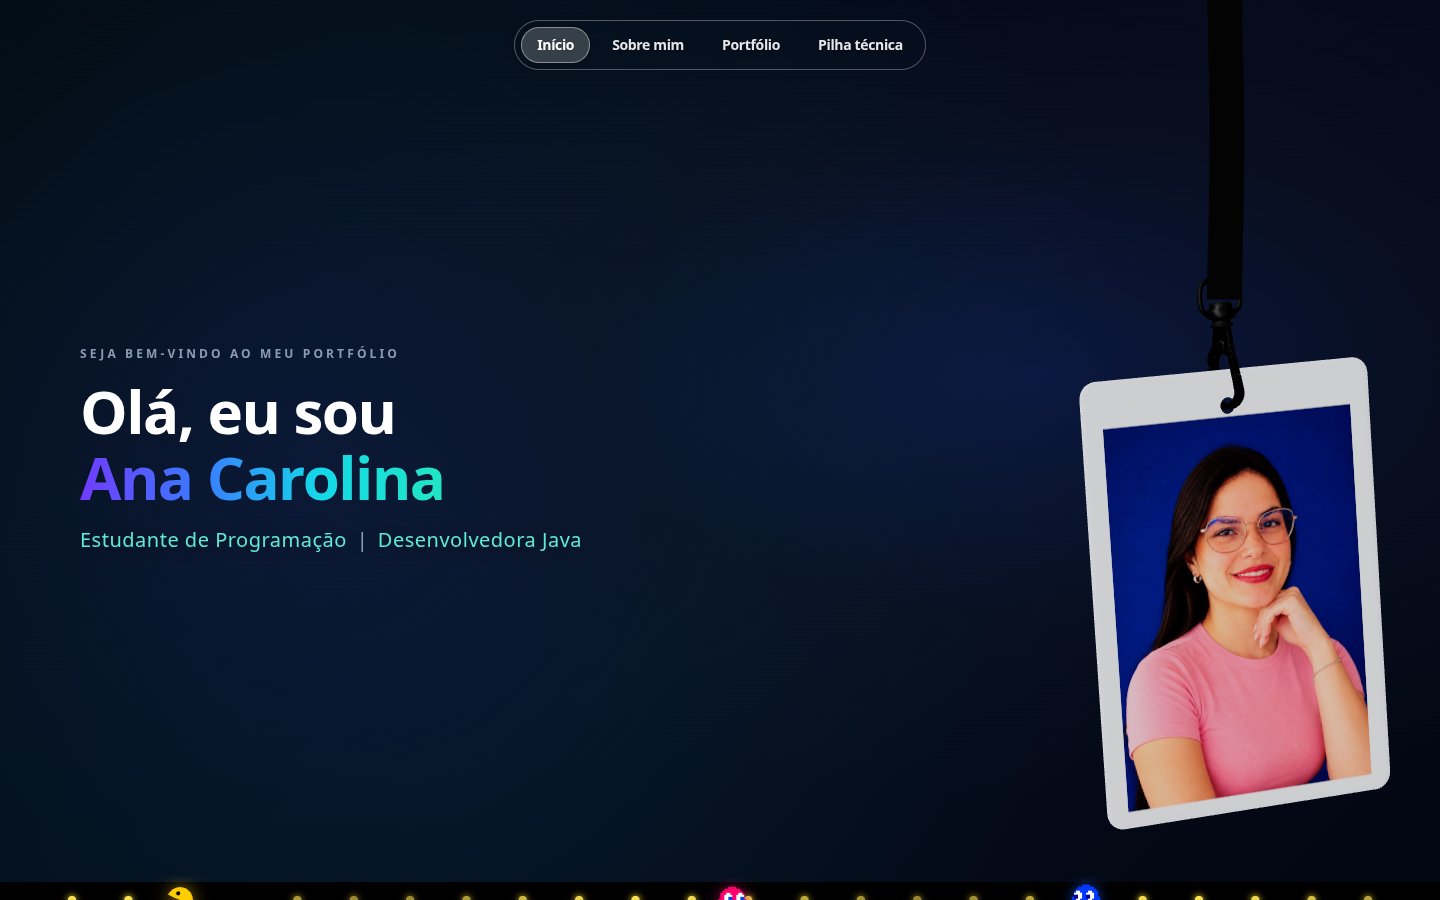 Início
Sobre mim
Portfólio
Pilha técnica
SEJA BEM-VINDO AO MEU PORTFÓLIO
Olá, eu sou
Ana Carolina
Estudante de Programação | Desenvolvedora Java